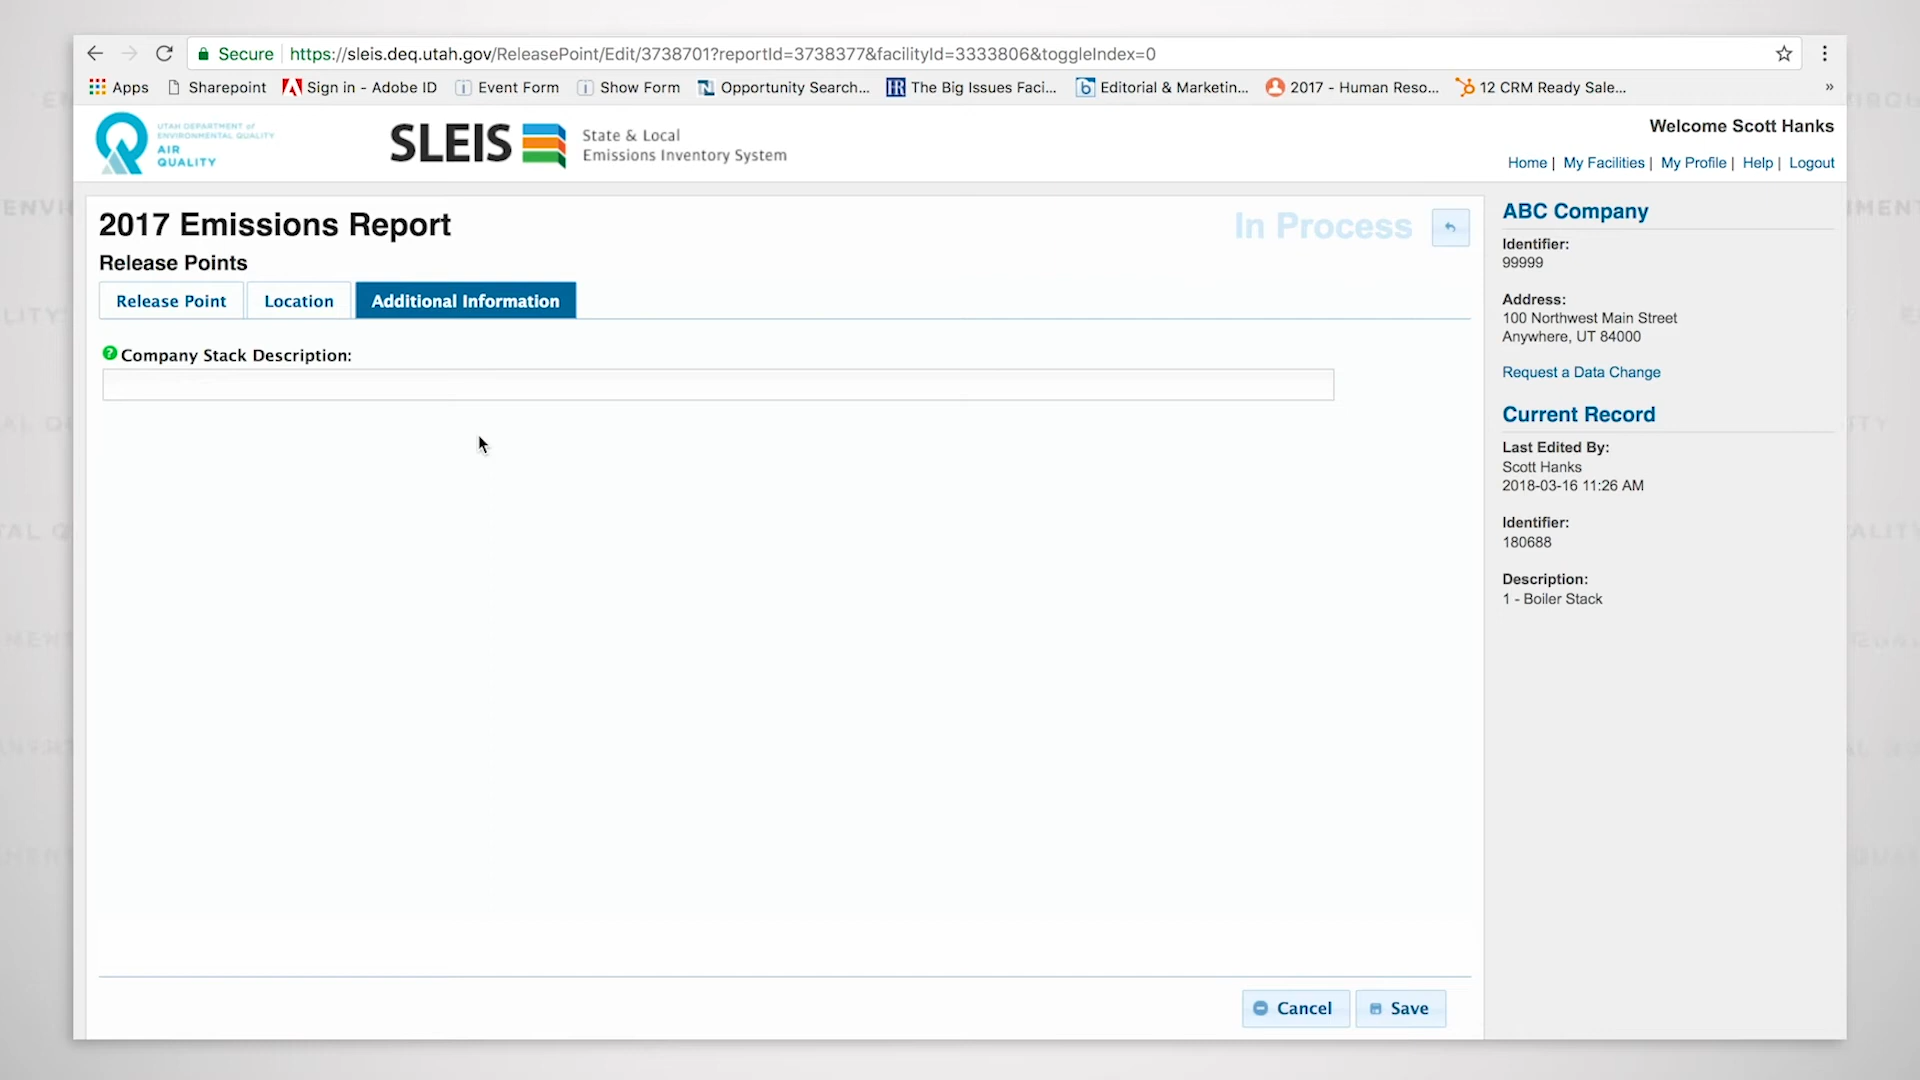 Secure https://sleis.deq.utah.gov/ReleasePoint/Edit/3738701?reportId=3738377&facilityId=3333806&toggleIndex=0
Apps Sharepoint Sign in - Adobe ID Event Form Show Form Opportunity Search... The Big Issues Faci... Editorial & Marketin... 2017 - Human Reso... 12 CRM Ready Sale... »
UTAH DEPARTMENT of
ENVIRONMENTAL QUALITY
AIR
QUALITY
SLEIS
State & Local
Emissions Inventory System
Welcome Scott Hanks
Home | My Facilities | My Profile | Help | Logout
2017 Emissions Report
In Process
Release Points
Release Point Location Additional Information
Company Stack Description:
Cancel Save
ABC Company
Identifier:
99999
Address:
100 Northwest Main Street
Anywhere, UT 84000
Request a Data Change
Current Record
Last Edited By:
Scott Hanks
2018-03-16 11:26 AM
Identifier:
180688
Description:
1 - Boiler Stack